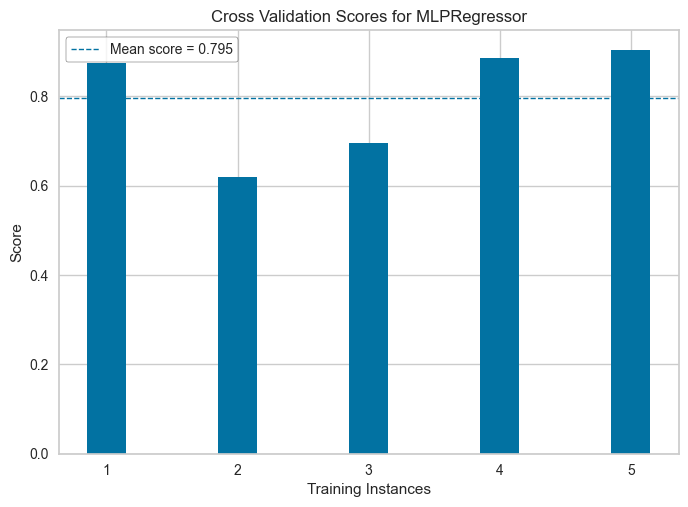 Cross Validation Scores for MLPRegressor
Mean score = 0.795
0.8
0.6
0.4
0.2
0.0
Score
1 2 3 4 5
Training Instances